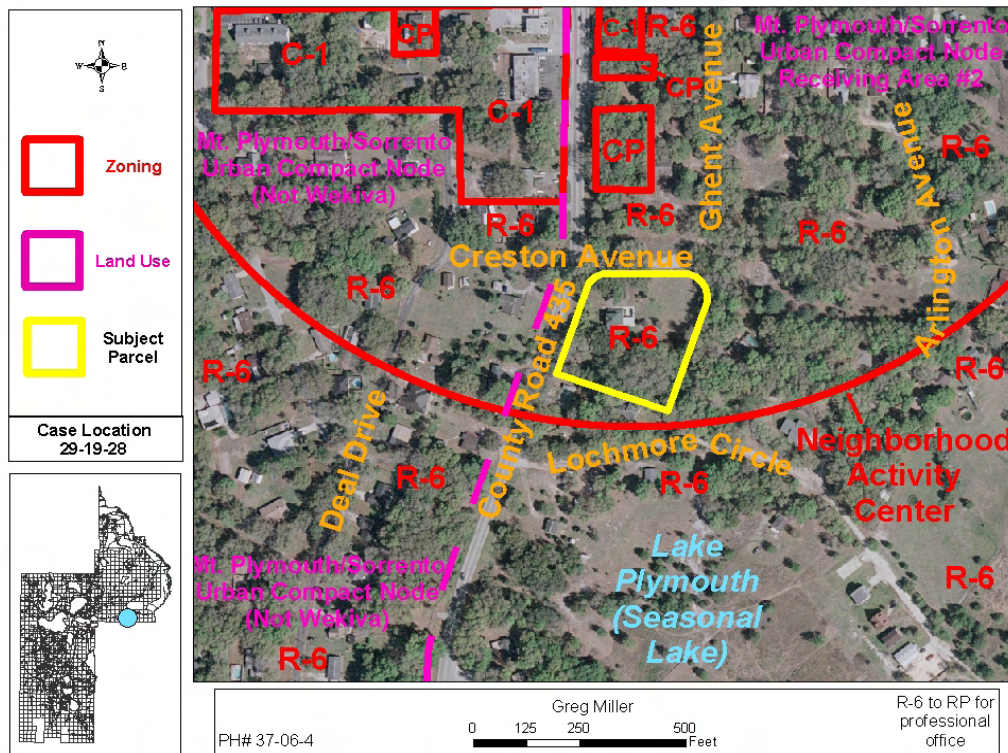 N
W E
S
Zoning
Land Use
Subject
Parcel
Case Location
29-19-28
C-1
CP
C-1
R-6
CP
Ghent Avenue
Mt. Plymouth/Sorrento
Urban Compact Node
Receiving Area #2
C-1
CP
Arlington Avenue
R-6
Mt. Plymouth/Sorrento
Urban Compact Node
(Not Wekiva)
R-6
R-6
R-6
Creston Avenue
R-6
County Road 435
R-6
R-6
R-6
Deal Drive
Lochmore Circle
Neighborhood
Activity
Center
R-6
R-6
Lake
Plymouth
(Seasonal
Lake)
R-6
Mt. Plymouth/Sorrento
Urban Compact Node
(Not Wekiva)
R-6
PH# 37-06-4
Greg Miller
0 125 250 500
Feet
R-6 to RP for
professional
office